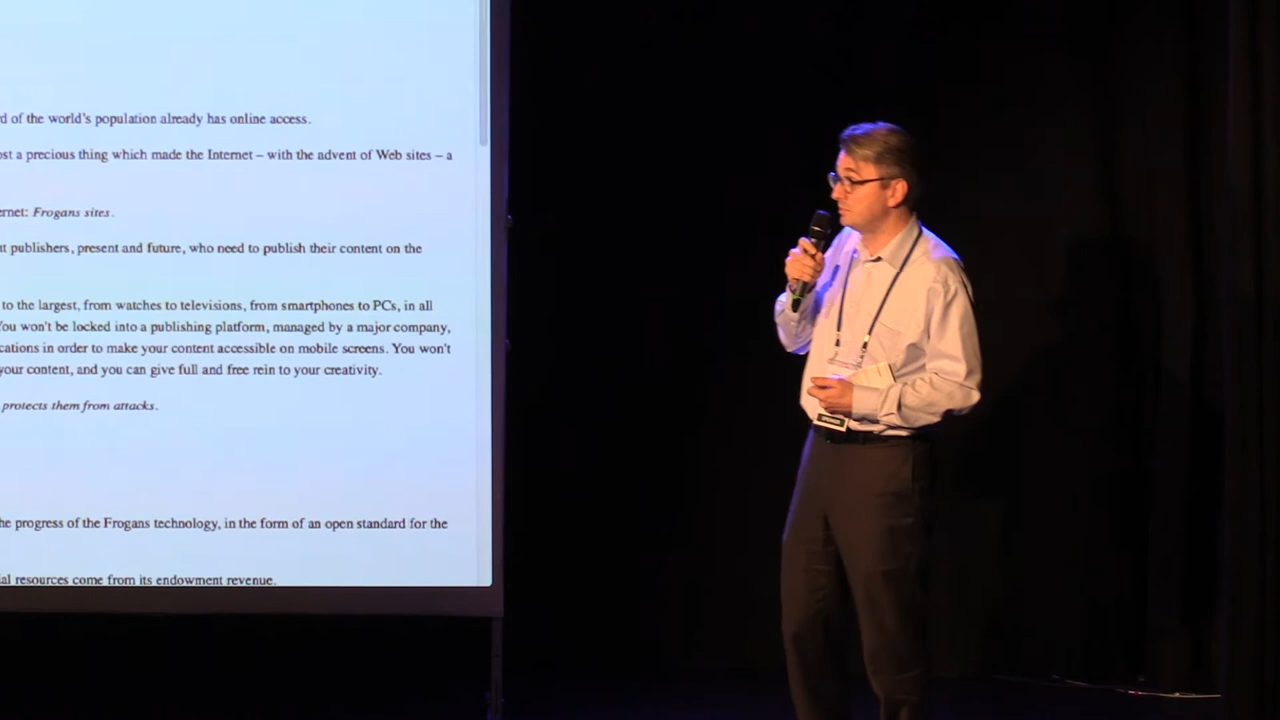 d of the world's population already has online access.
ost a precious thing which made the Internet – with the advent of Web sites – a
ernet: Frogans sites.
nt publishers, present and future, who need to publish their content on the
to the largest, from watches to televisions, from smartphones to PCs, in all
You won't be locked into a publishing platform, managed by a major company,
cations in order to make your content accessible on mobile screens. You won't
your content, and you can give full and free rein to your creativity.
protects them from attacks.
he progress of the Frogans technology, in the form of an open standard for the
ial resources come from its endowment revenue.